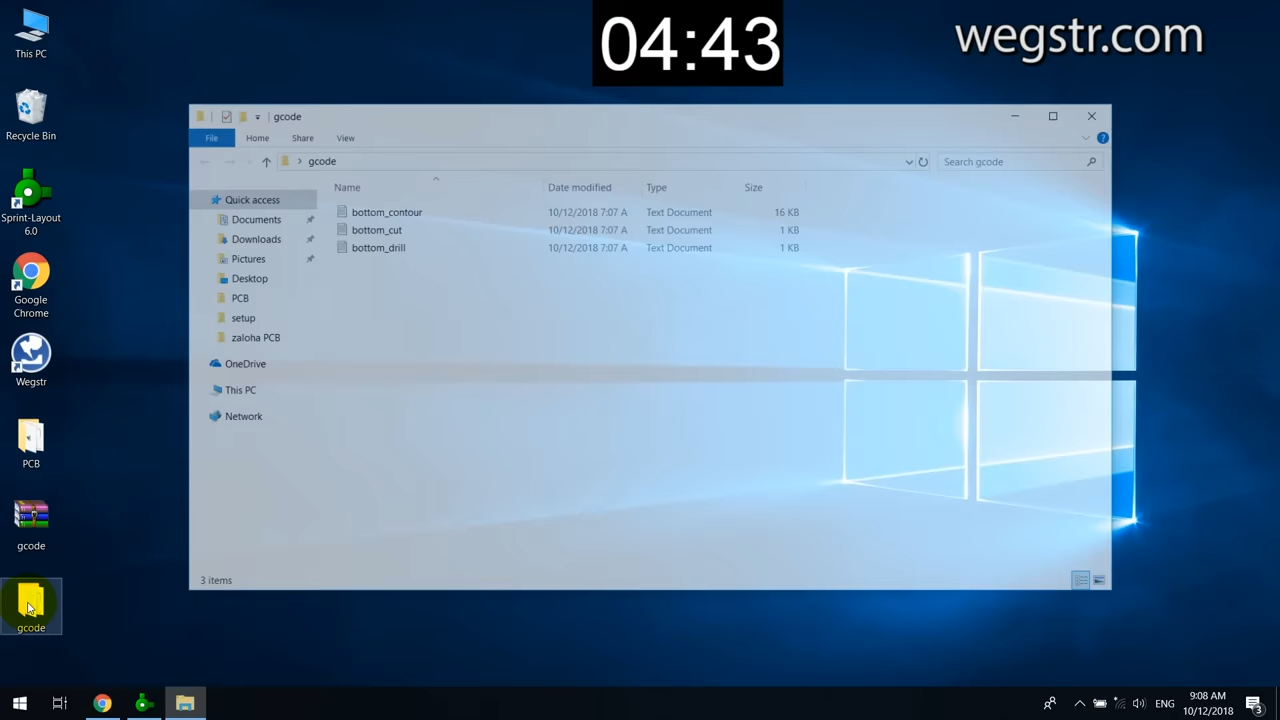 04:43
wegstr.com
This PC
Recycle Bin
Sprint-Layout
6.0
Google
Chrome
Wegstr
PCB
gcode
gcode
gcode
File Home Share View
gcode
Search gcode
Name Date modified Type Size
bottom_contour 10/12/2018 7:07 A Text Document 16 KB
bottom_cut 10/12/2018 7:07 A Text Document 1 KB
bottom_drill 10/12/2018 7:07 A Text Document 1 KB
Quick access
Documents
Downloads
Pictures
Desktop
PCB
setup
zaloha PCB
OneDrive
This PC
Network
3 items
ENG
9:08 AM
10/12/2018
3